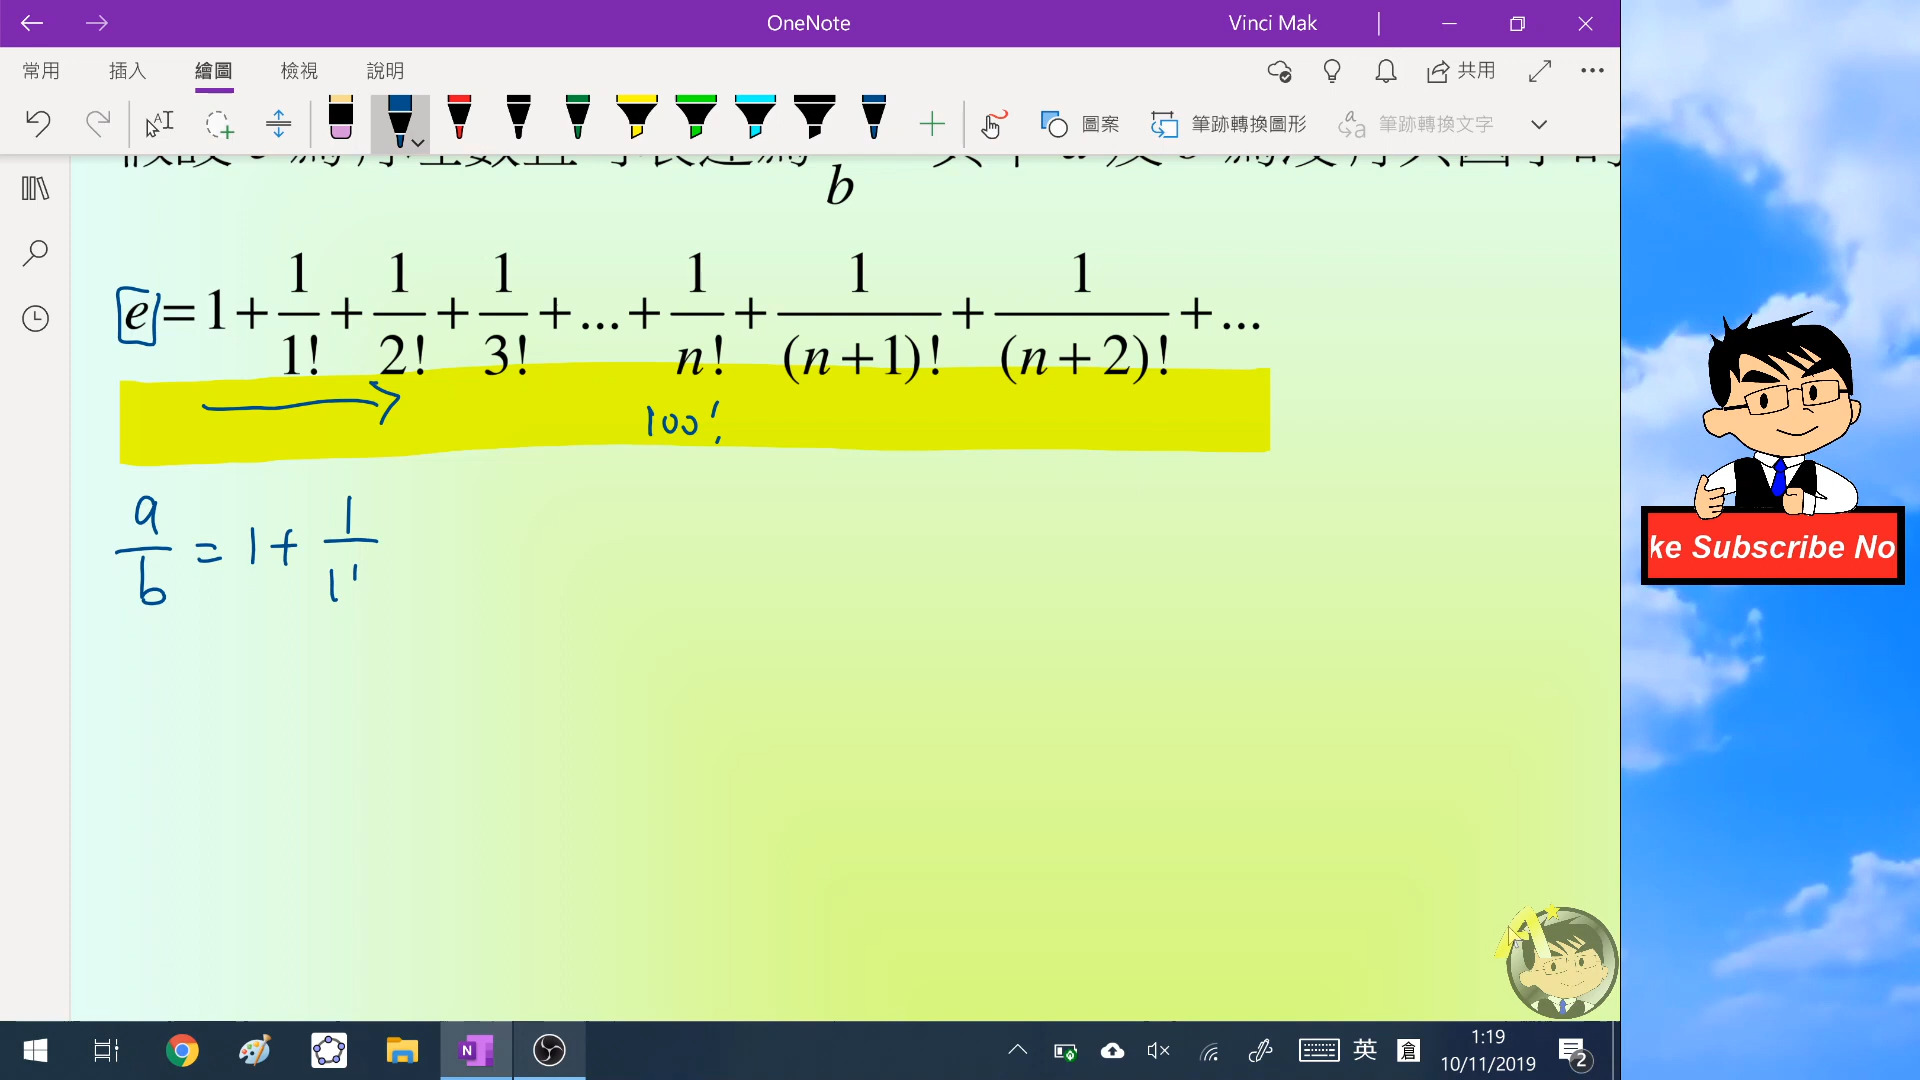 OneNote
Vinci Mak
常用 插入 繪圖 檢視 說明
共用
圖案 筆跡轉換圖形 筆跡轉換文字
b
e = 1 + 1/1! + 1/2! + 1/3! + ... + 1/n! + 1/(n+1)! + 1/(n+2)! + ...
100!
a/b = 1 + 1/1'
ke Subscribe No
1:19
英 倉
10/11/2019
2